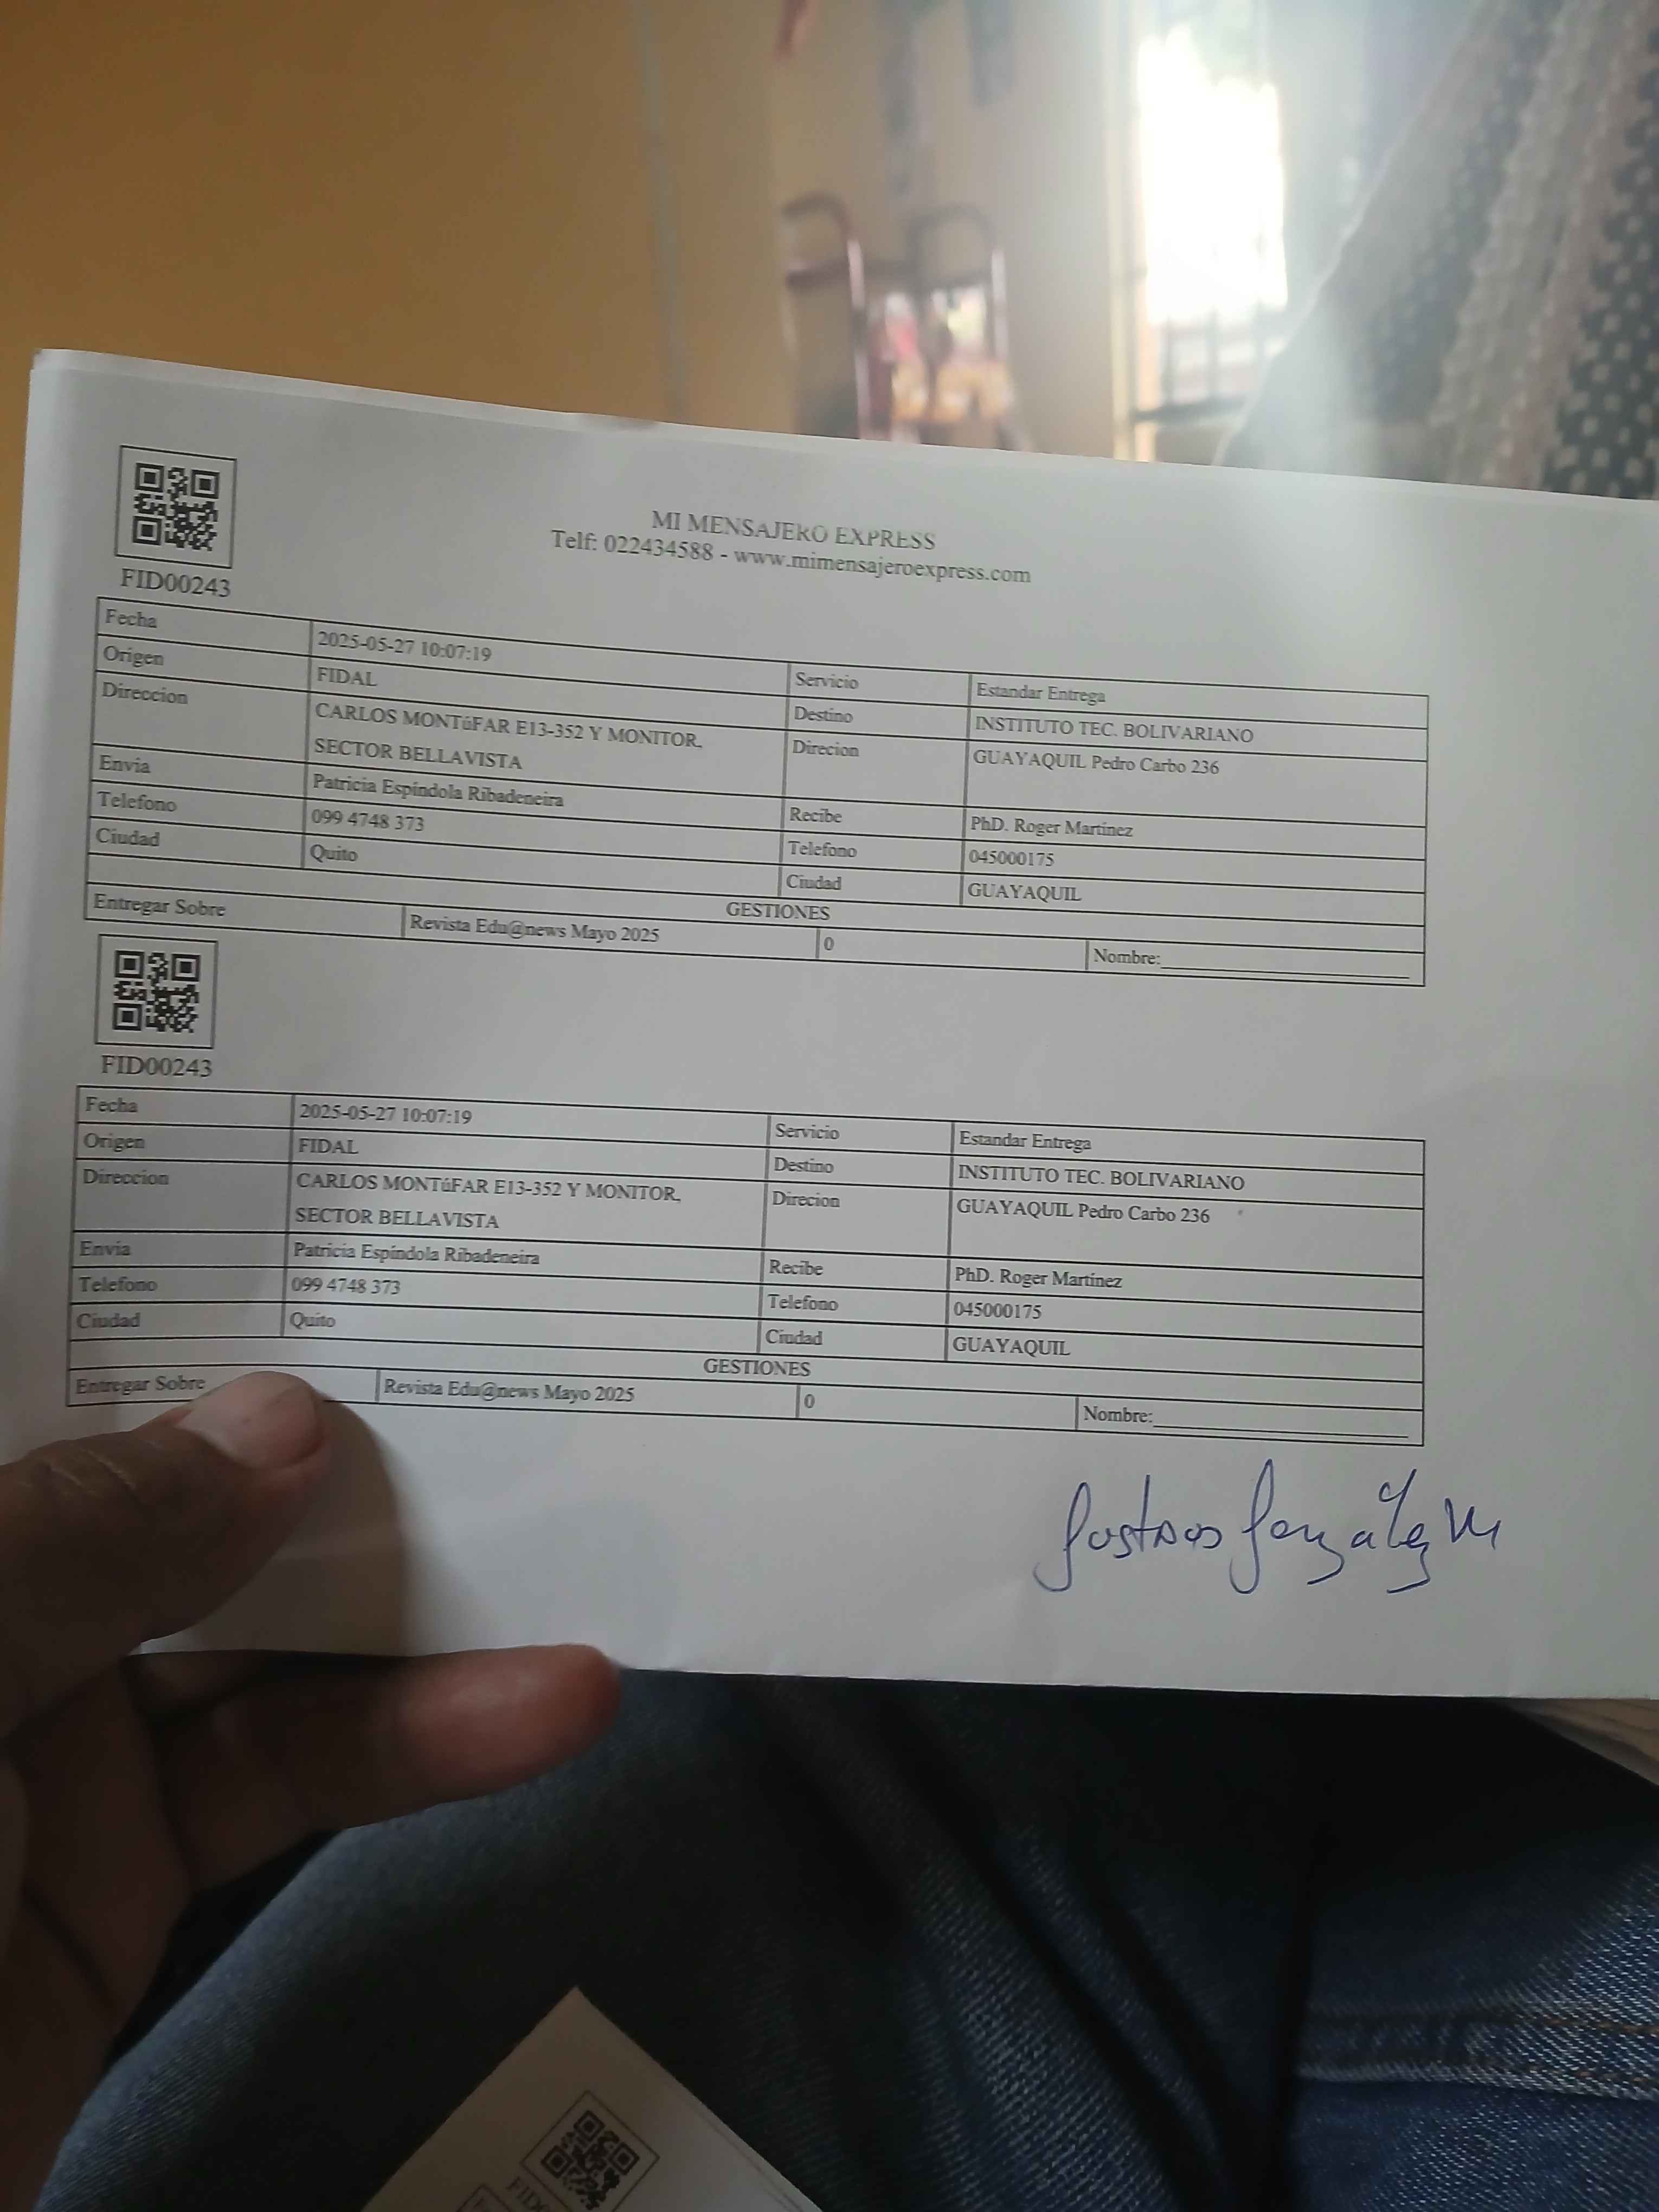 MI MENSAJERO EXPRESS
Telf: 022434588 - www.mimensajeroexpress.com
FID00243
Fecha 2025-05-27 10:07:19 Servicio Estandar Entrega
Origen FIDAL Destino INSTITUTO TEC. BOLIVARIANO
Direccion CARLOS MONTúFAR E13-352 Y MONITOR, Direcion GUAYAQUIL Pedro Carbo 236
SECTOR BELLAVISTA
Envia Patricia Espíndola Ribadeneira Recibe PhD. Roger Martínez
Telefono 099 4748 373 Telefono 045000175
Ciudad Quito Ciudad GUAYAQUIL
GESTIONES
Entregar Sobre Revista Edu@news Mayo 2025 0 Nombre:
FID00243
Fecha 2025-05-27 10:07:19 Servicio Estandar Entrega
Origen FIDAL Destino INSTITUTO TEC. BOLIVARIANO
Direccion CARLOS MONTúFAR E13-352 Y MONITOR, Direcion GUAYAQUIL Pedro Carbo 236
SECTOR BELLAVISTA
Envia Patricia Espíndola Ribadeneira Recibe PhD. Roger Martínez
Telefono 099 4748 373 Telefono 045000175
Ciudad Quito Ciudad GUAYAQUIL
GESTIONES
Entregar Sobre Revista Edu@news Mayo 2025 0 Nombre:
González